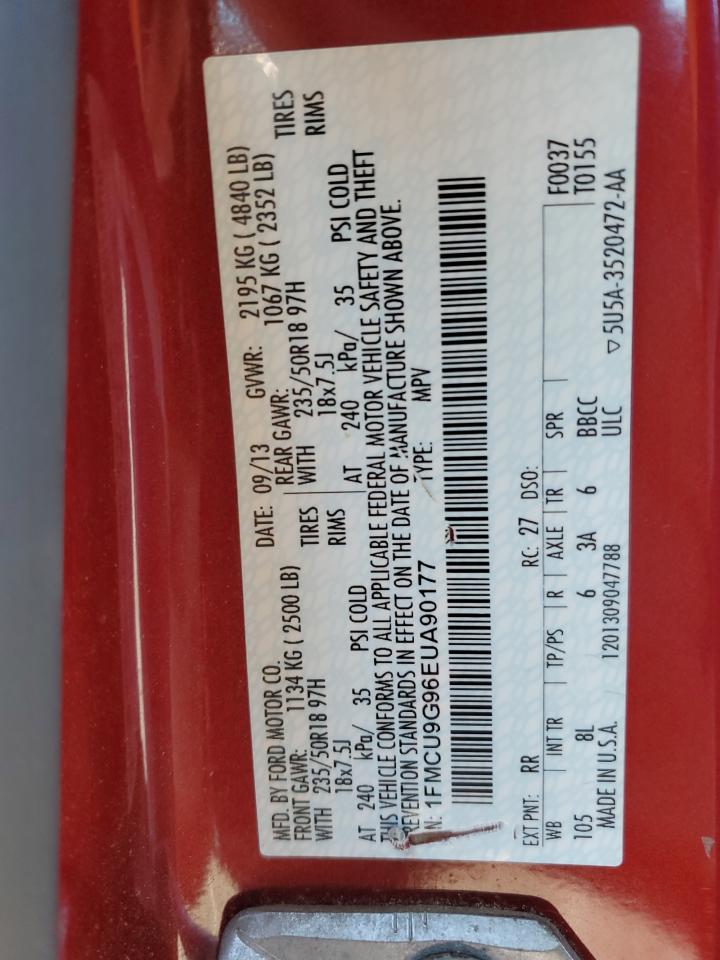 MFD. BY FORD MOTOR CO. DATE: 09/13 GVWR: 2195 KG ( 4840 LB)
FRONT GAWR: 1134 KG ( 2500 LB) REAR GAWR: 1067 KG ( 2352 LB)
WITH 235/50R18 97H TIRES WITH 235/50R18 97H TIRES
18x7.5J RIMS 18x7.5J RIMS
AT 240 kPa/ 35 PSI COLD AT 240 kPa/ 35 PSI COLD
THIS VEHICLE CONFORMS TO ALL APPLICABLE FEDERAL MOTOR VEHICLE SAFETY AND THEFT
PREVENTION STANDARDS IN EFFECT ON THE DATE OF MANUFACTURE SHOWN ABOVE.
N: 1FMCU9G96EUA90177 TYPE: MPV
EXT PNT: RR RC: 27 DSO: F0037
WB INT TR TP/PS R AXLE TR SPR T0155
105 8L 6 3A 6 BBCC
MADE IN U.S.A. 1201309047788 ULC ▽5U5A-3520472-AA